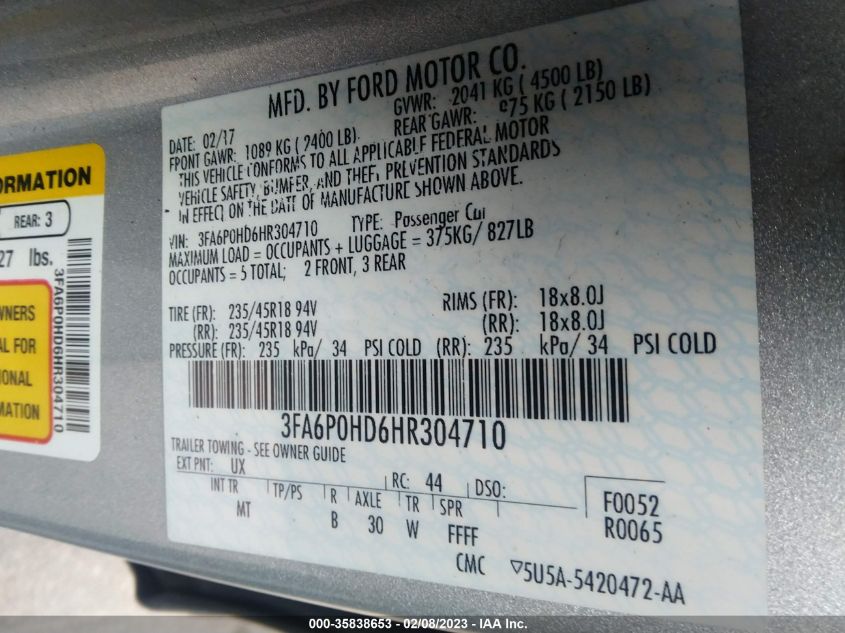 MFD. BY FORD MOTOR CO.
DATE: 02/17 GVWR: 2041 KG ( 4500 LB)
FRONT GAWR: 1089 KG ( 2400 LB). REAR GAWR: 975 KG ( 2150 LB)
THIS VEHICLE CONFORMS TO ALL APPLICABLE FEDERAL MOTOR
VEHICLE SAFETY, BUMPER, AND THEFT PREVENTION STANDARDS
IN EFFECT ON THE DATE OF MANUFACTURE SHOWN ABOVE.
VIN: 3FA6P0HD6HR304710 TYPE: Passenger Car
MAXIMUM LOAD = OCCUPANTS + LUGGAGE = 375KG/ 827LB
OCCUPANTS = 5 TOTAL; 2 FRONT, 3 REAR
TIRE (FR): 235/45R18 94V RIMS (FR): 18x8.0J
(RR): 235/45R18 94V (RR): 18x8.0J
PRESSURE (FR): 235 kPa/ 34 PSI COLD (RR): 235 kPa/ 34 PSI COLD
3FA6P0HD6HR304710
TRAILER TOWING - SEE OWNER GUIDE
EXT PNT: UX RC: 44 DSO:
INT TR TP/PS R AXLE TR SPR
MT B 30 W FFFF
F0052
R0065
CMC ▽5U5A-5420472-AA
ORMATION
REAR: 3
27 lbs.
3FA6P0HD6HR304710
WNERS
AL FOR
IONAL
MATION
000-35838653 - 02/08/2023 - IAA Inc.